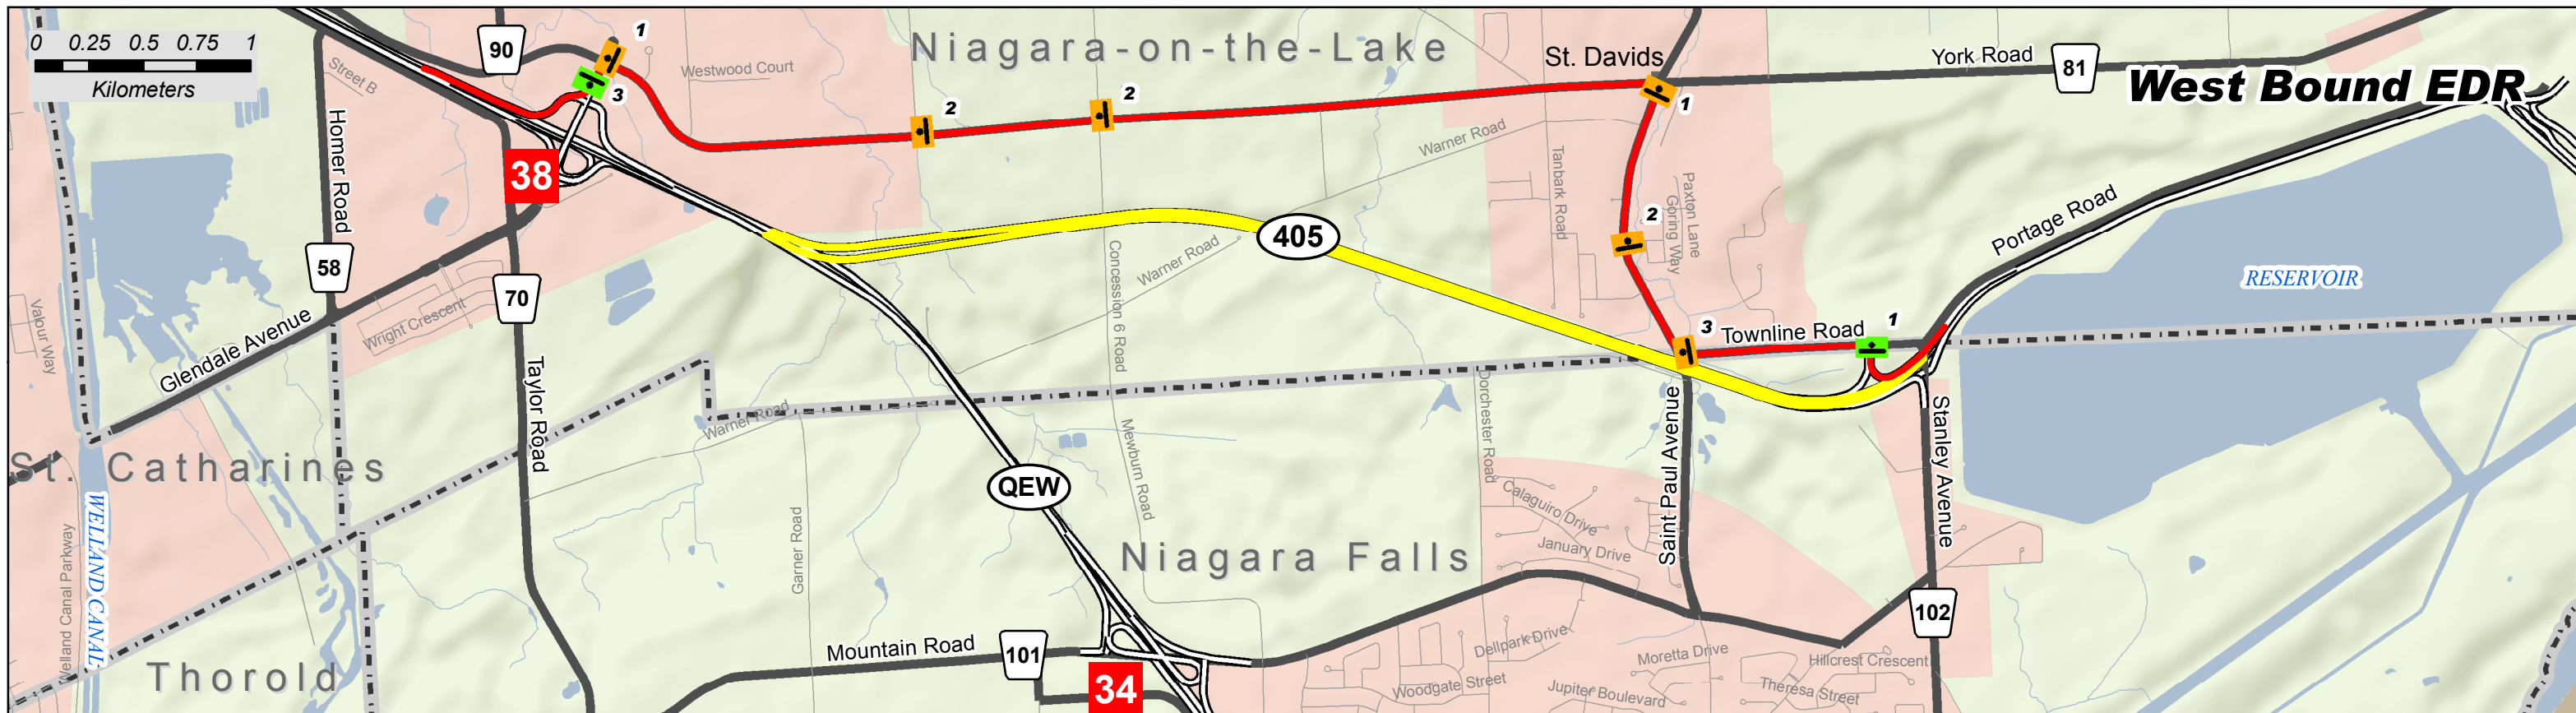 0 0.25 0.5 0.75 1
Kilometers
90
1
3
Niagara-on-the-Lake
St. Davids
York Road
81
West Bound EDR
Street B
Westwood Court
2
2
1
Homer Road
38
Warner Road
Tanbark Road
Paxton Lane
Goring Way
2
Portage Road
58
70
405
Concession 6 Road
Warner Road
RESERVOIR
Valour Way
Wright Crescent
Glendale Avenue
3
Townline Road
1
Taylor Road
Dorchester Road
Saint Paul Avenue
Stanley Avenue
Warner Road
Mewburn Road
St. Catharines
QEW
Calaguiro Drive
January Drive
WELLAND CANAL
Welland Canal Parkway
Garner Road
Niagara Falls
102
Thorold
Mountain Road
101
34
Dellpark Drive
Moretta Drive
Hillcrest Crescent
Woodgate Street
Jupiter Boulevard
Theresa Street